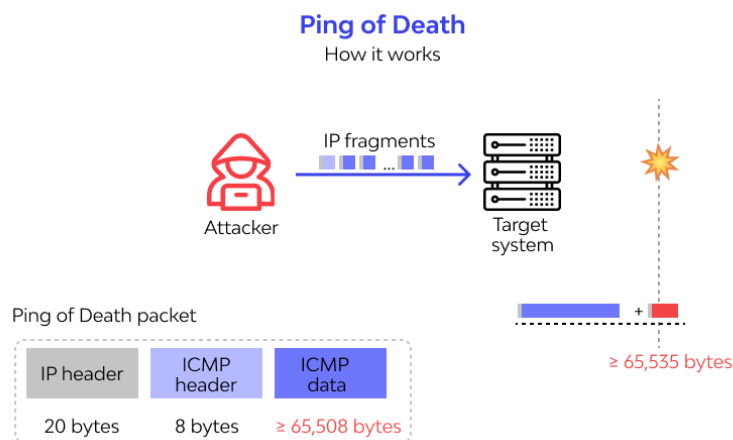 Ping of Death
How it works
IP fragments
...
Attacker
Target
system
+
≥ 65,535 bytes
Ping of Death packet
IP header
ICMP
header
ICMP
data
20 bytes
8 bytes
≥ 65,508 bytes